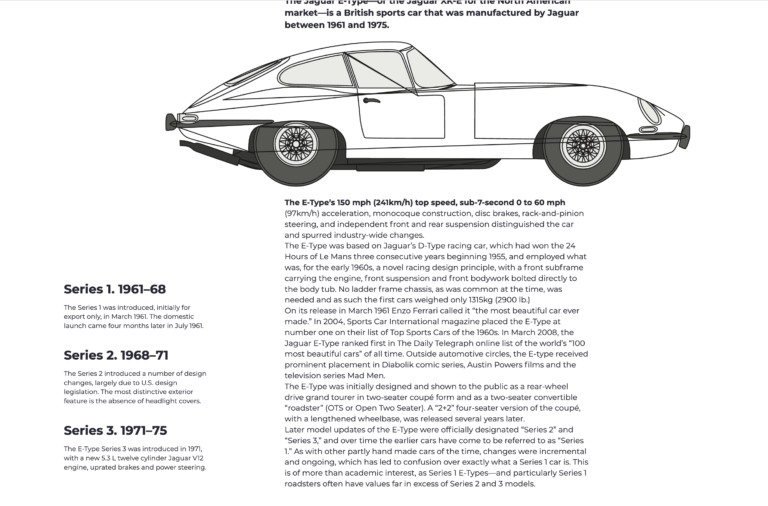 The Jaguar E-Type—or the Jaguar XK-E for the North American
market—is a British sports car that was manufactured by Jaguar
between 1961 and 1975.
The E-Type's 150 mph (241km/h) top speed, sub-7-second 0 to 60 mph
(97km/h) acceleration, monocoque construction, disc brakes, rack-and-pinion
steering, and independent front and rear suspension distinguished the car
and spurred industry-wide changes.
The E-Type was based on Jaguar's D-Type racing car, which had won the 24
Hours of Le Mans three consecutive years beginning 1955, and employed what
was, for the early 1960s, a novel racing design principle, with a front subframe
carrying the engine, front suspension and front bodywork bolted directly to
the body tub. No ladder frame chassis, as was common at the time, was
needed and as such the first cars weighed only 1315kg (2900 lb.)
On its release in March 1961 Enzo Ferrari called it "the most beautiful car ever
made." In 2004, Sports Car International magazine placed the E-Type at
number one on their list of Top Sports Cars of the 1960s. In March 2008, the
Jaguar E-Type ranked first in The Daily Telegraph online list of the world's "100
most beautiful cars" of all time. Outside automotive circles, the E-type received
prominent placement in Diabolik comic series, Austin Powers films and the
television series Mad Men.
The E-Type was initially designed and shown to the public as a rear-wheel
drive grand tourer in two-seater coupé form and as a two-seater convertible
"roadster" (OTS or Open Two Seater). A "2+2" four-seater version of the coupé,
with a lengthened wheelbase, was released several years later.
Later model updates of the E-Type were officially designated "Series 2" and
"Series 3," and over time the earlier cars have come to be referred to as "Series
1." As with other partly hand made cars of the time, changes were incremental
and ongoing, which has led to confusion over exactly what a Series 1 car is. This
is of more than academic interest, as Series 1 E-Types—and particularly Series 1
roadsters often have values far in excess of Series 2 and 3 models.
Series 1. 1961–68
The Series 1 was introduced, initially for
export only, in March 1961. The domestic
launch came four months later in July 1961.
Series 2. 1968–71
The Series 2 introduced a number of design
changes, largely due to U.S. design
legislation. The most distinctive exterior
feature is the absence of headlight covers.
Series 3. 1971–75
The E-Type Series 3 was introduced in 1971,
with a new 5.3 L twelve cylinder Jaguar V12
engine, uprated brakes and power steering.